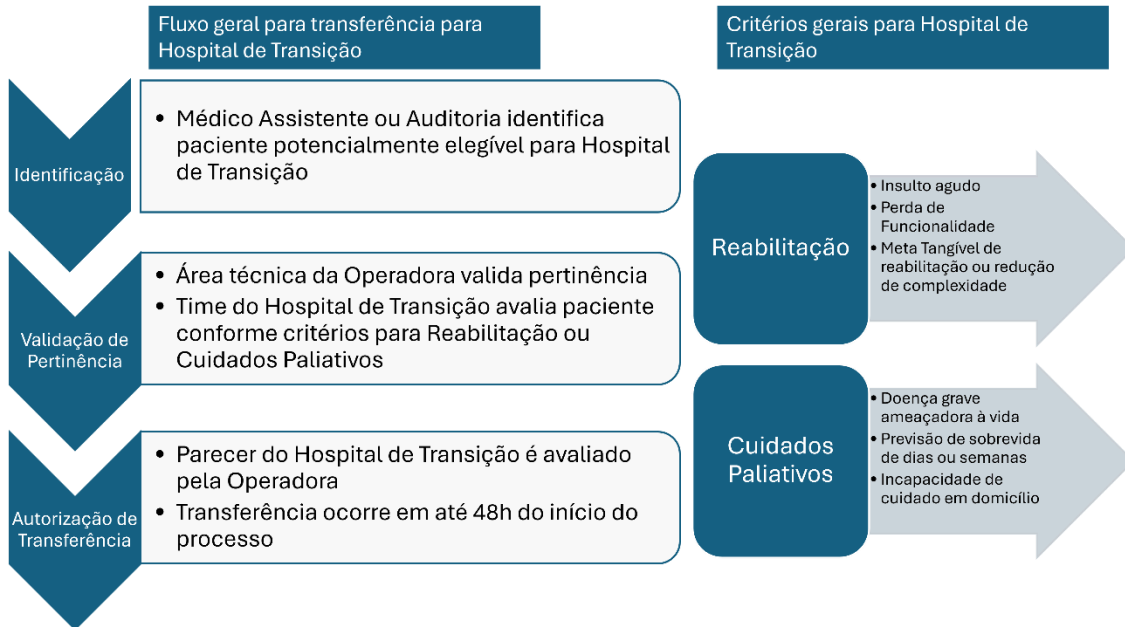 Fluxo geral para transferência para
Hospital de Transição
Identificação
• Médico Assistente ou Auditoria identifica
paciente potencialmente elegível para Hospital
de Transição
Validação de
Pertinência
• Área técnica da Operadora valida pertinência
• Time do Hospital de Transição avalia paciente
conforme critérios para Reabilitação ou
Cuidados Paliativos
Autorização de
Transferência
• Parecer do Hospital de Transição é avaliado
pela Operadora
• Transferência ocorre em até 48h do início do
processo
Critérios gerais para Hospital de
Transição
Reabilitação
• Insulto agudo
• Perda de
Funcionalidade
• Meta Tangível de
reabilitação ou redução
de complexidade
Cuidados
Paliativos
• Doença grave
ameaçadora à vida
• Previsão de sobrevida
de dias ou semanas
• Incapacidade de
cuidado em domicílio